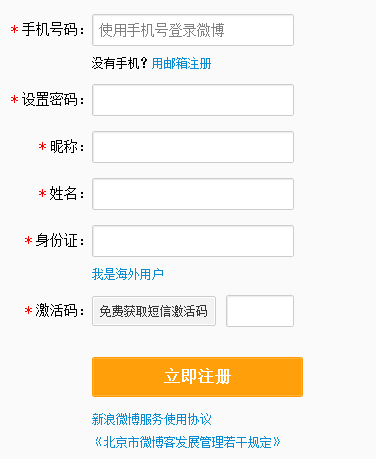 *手机号码： 使用手机号登录微博
没有手机？用邮箱注册
*设置密码：
*昵称：
*姓名：
*身份证：
我是海外用户
*激活码： 免费获取短信激活码
立即注册
新浪微博服务使用协议
《北京市微博客发展管理若干规定》